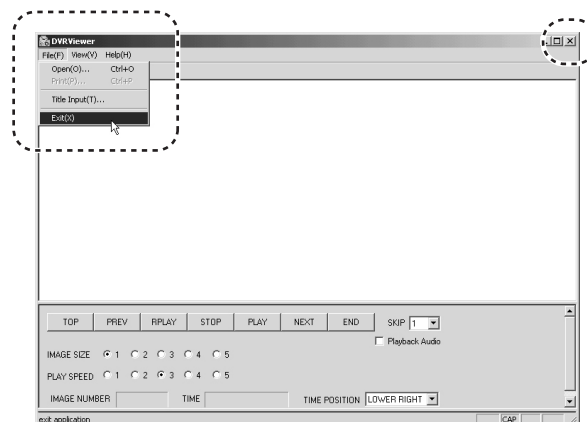 DVRViewer
File(F) View(V) Help(H)
Open(O)... Ctrl+O
Print(P)... Ctrl+P
Title Input(T)...
Exit(X)
TOP PREV RPLAY STOP PLAY NEXT END SKIP 1
Playback Audio
IMAGE SIZE 1 2 3 4 5
PLAY SPEED 1 2 3 4 5
IMAGE NUMBER TIME TIME POSITION LOWER RIGHT
exit application CAP